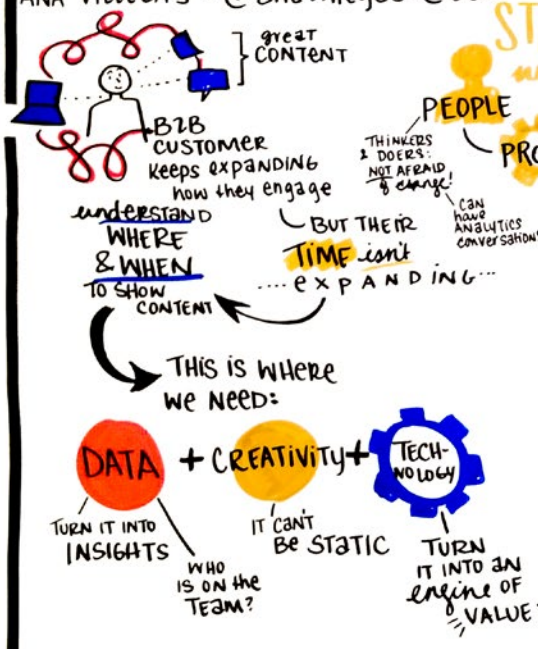 great
CONTENT
B2B
CUSTOMER
keeps expanding
how they engage
BUT THEIR
TIME isn't
....expanding...
understand
WHERE
& WHEN
TO SHOW
CONTENT
PEOPLE
THINKERS
& DOERS:
NOT AFRAID
of change!
CAN
have
ANALYTICS
conversations
THIS is WHERE
we NEED:
DATA + CREATiViTy +
TECH-
NOLOGY
TURN IT INTO
INSIGHTS
WHO
IS ON the
TEAM?
IT CAN'T
Be STATIC
TURN
IT INTO AN
engine OF
VALUE